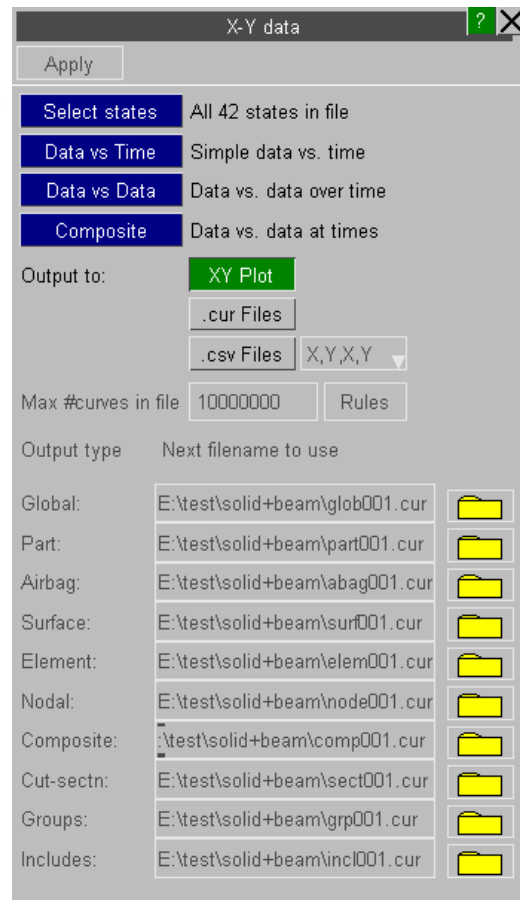 X-Y data ? X
Apply
Select states All 42 states in file
Data vs Time Simple data vs. time
Data vs Data Data vs. data over time
Composite Data vs. data at times
Output to: XY Plot
.cur Files
.csv Files X,Y,X,Y
Max #curves in file 10000000 Rules
Output type Next filename to use
Global: E:\test\solid+beam\glob001.cur
Part: E:\test\solid+beam\part001.cur
Airbag: E:\test\solid+beam\abag001.cur
Surface: E:\test\solid+beam\surf001.cur
Element: E:\test\solid+beam\elem001.cur
Nodal: E:\test\solid+beam\node001.cur
Composite: :\test\solid+beam\comp001.cur
Cut-sectn: E:\test\solid+beam\sect001.cur
Groups: E:\test\solid+beam\grp001.cur
Includes: E:\test\solid+beam\incl001.cur